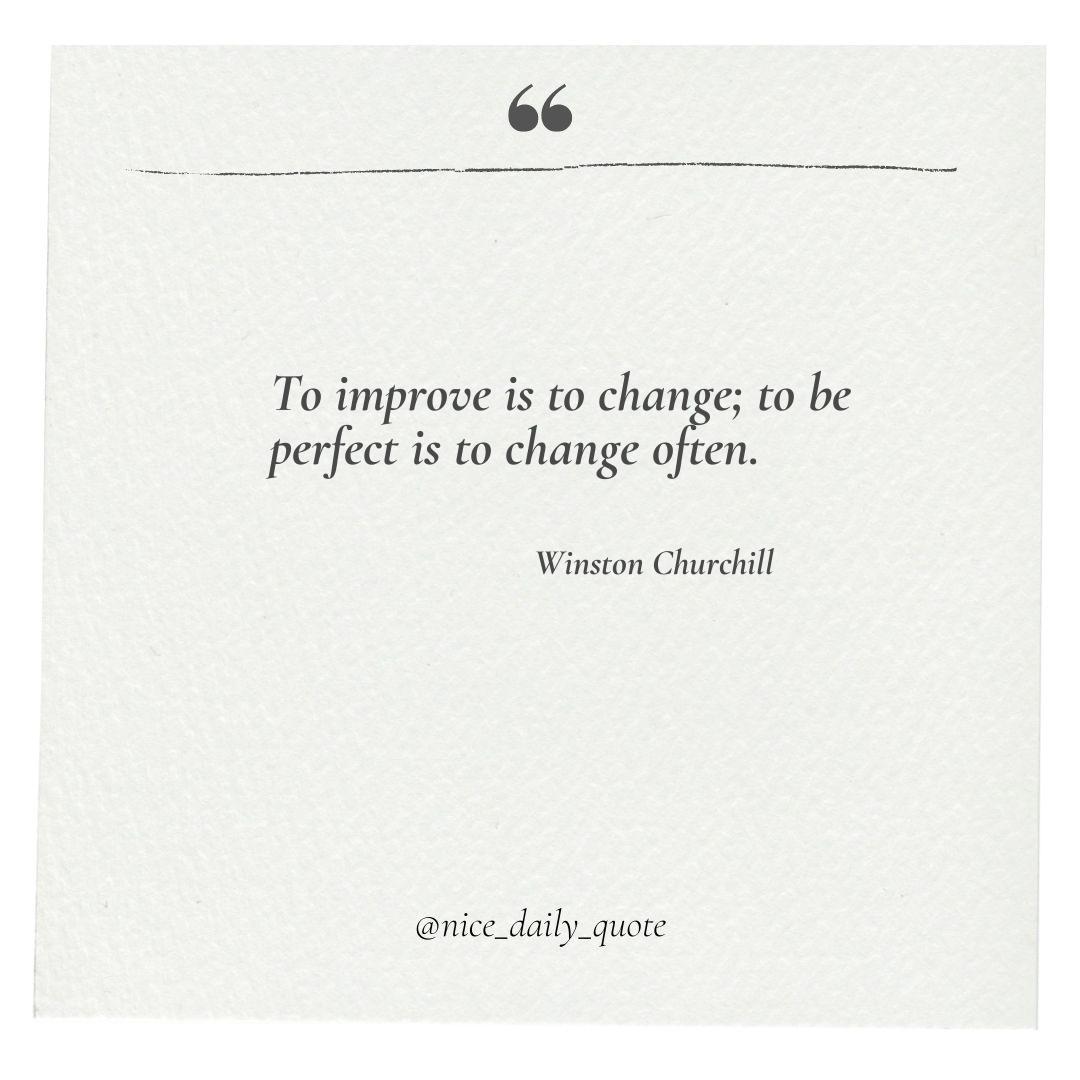 ❝
To improve is to change; to be
perfect is to change often.
Winston Churchill
@nice_daily_quote